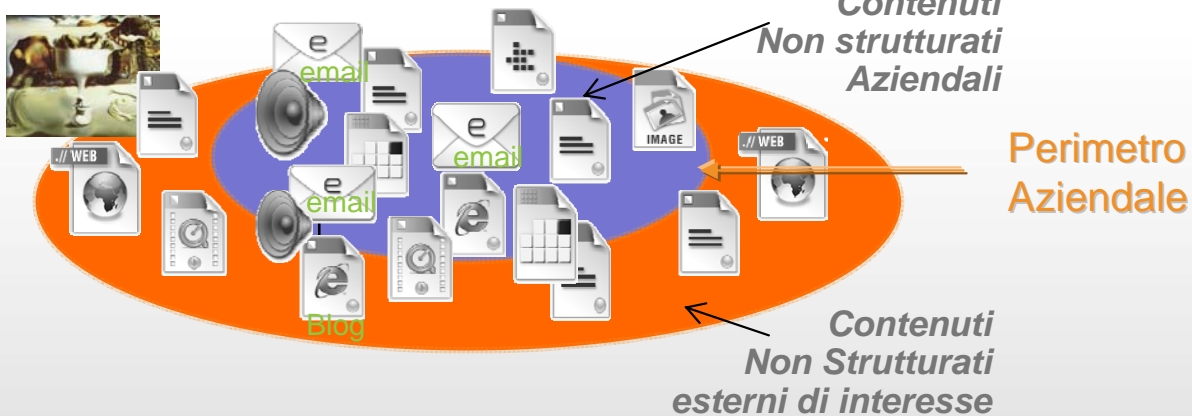 Contenuti
Non strutturati
Aziendali
e
email
IMAGE
e
email
.// WEB
.// WEB
Perimetro
Aziendale
e
email
Blog
Contenuti
Non Strutturati
esterni di interesse